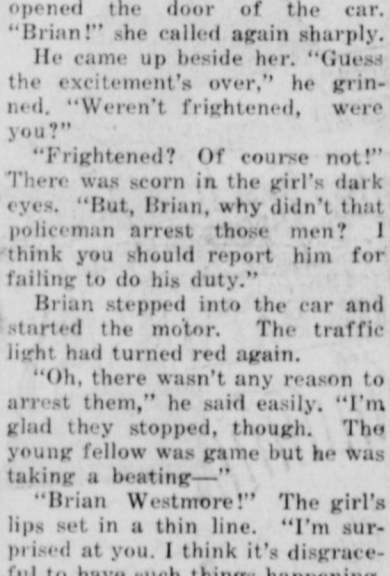 opened the door of the car.
"Brian!" she called again sharply.
He came up beside her. "Guess
the excitement's over," he grin-
ned. "Weren't frightened, were
you?"
"Frightened? Of course not!"
There was scorn in the girl's dark
eyes. "But, Brian, why didn't that
policeman arrest those men? I
think you should report him for
failing to do his duty."
Brian stepped into the car and
started the motor. The traffic
light had turned red again.
"Oh, there wasn't any reason to
arrest them," he said easily. "I'm
glad they stopped, though. The
young fellow was game but he was
taking a beating—"
"Brian Westmore!" The girl's
lips set in a thin line. "I'm sur-
prised at you. I think it's disgrace-
ful to have such things happening